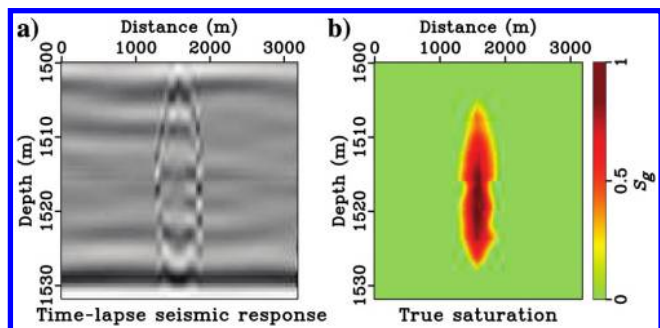 a)
Distance (m)
0 1000 2000 3000
Depth (m)
1500
1510
1520
1530
Time-lapse seismic response
b)
Distance (m)
0 1000 2000 3000
Depth (m)
1500
1510
1520
1530
True saturation
1
0.5
0
Sg